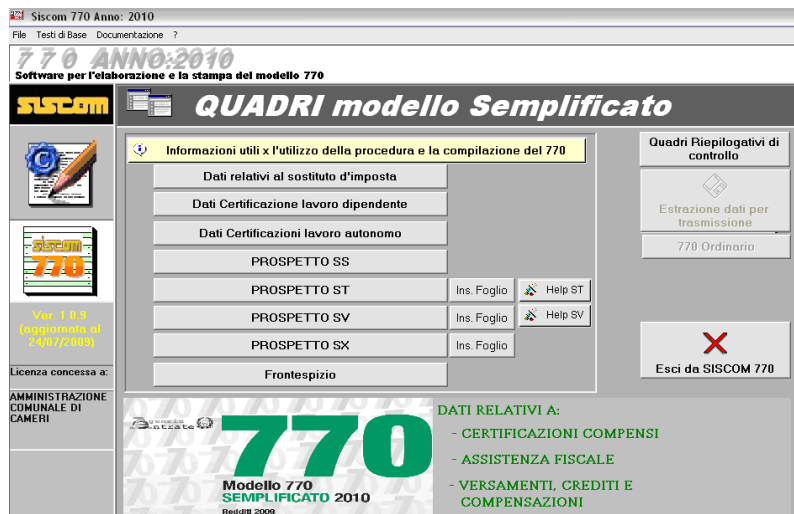 Siscom 770 Anno: 2010
File Testi di Base Documentazione ?
770 ANNO:2010
Software per l'elaborazione e la stampa del modello 770
siscom
QUADRI modello Semplificato
Informazioni utili x l'utilizzo della procedura e la compilazione del 770
Dati relativi al sostituto d'imposta
Dati Certificazione lavoro dipendente
Dati Certificazioni lavoro autonomo
PROSPETTO SS
PROSPETTO ST
Ins. Foglio
Help ST
PROSPETTO SV
Ins. Foglio
Help SV
PROSPETTO SX
Ins. Foglio
Frontespizio
Quadri Riepilogativi di
controllo
Estrazione dati per
trasmissione
770 Ordinario
Esci da SISCOM 770
siscom
770
Ver. 1.0.9
(aggiornata al
24/07/2009)
Licenza concessa a:
AMMINISTRAZIONE
COMUNALE DI
CAMERI
Agenzia
Entrate
770
Modello 770
SEMPLIFICATO 2010
Redditi 2009
DATI RELATIVI A:
- CERTIFICAZIONI COMPENSI
- ASSISTENZA FISCALE
- VERSAMENTI, CREDITI E
COMPENSAZIONI